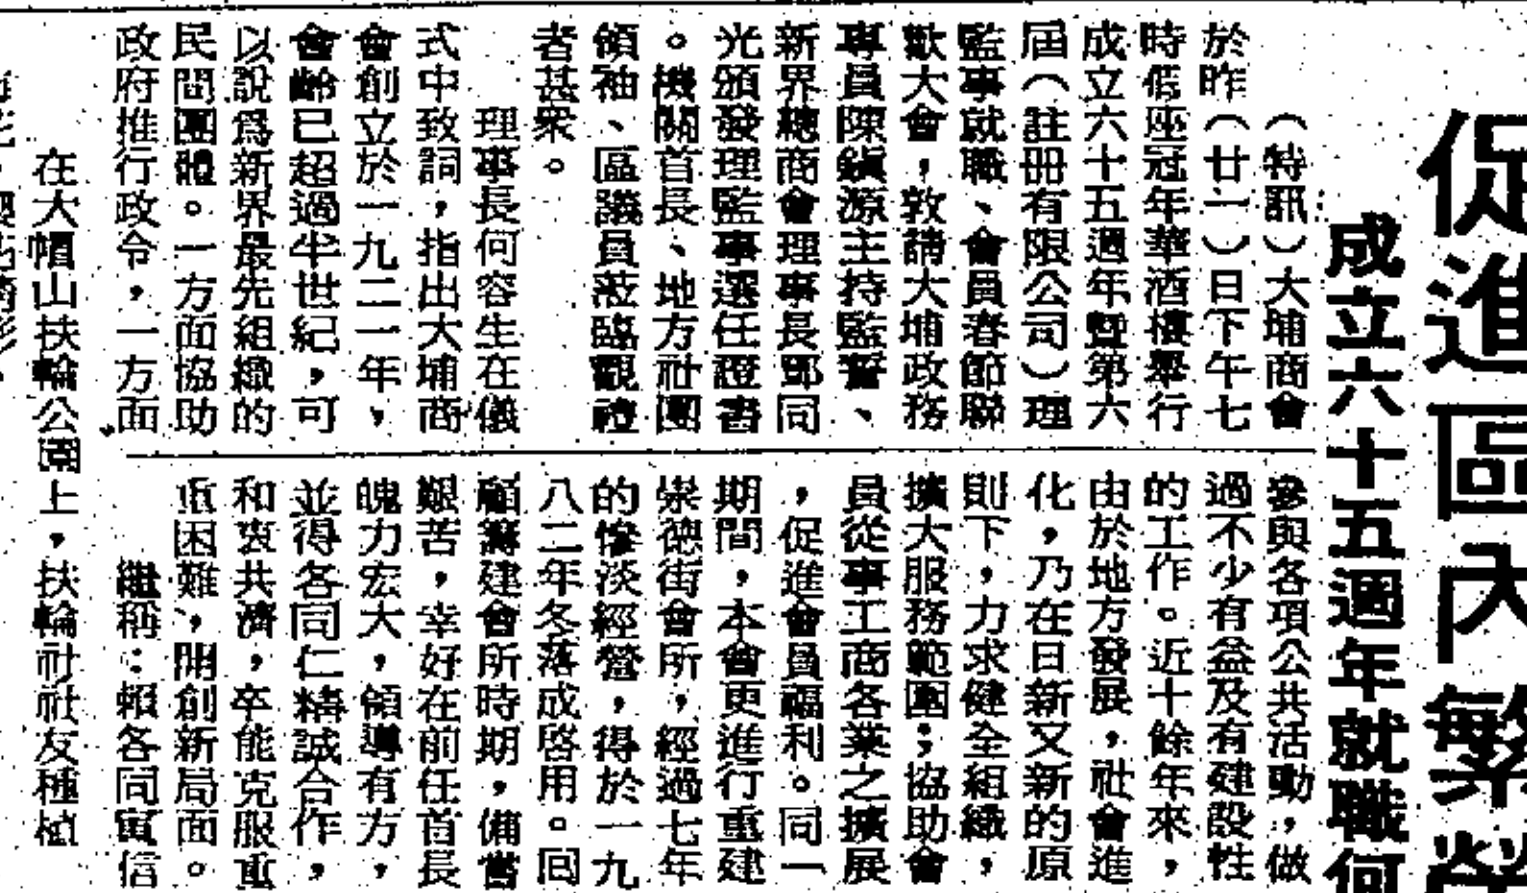 促進區內繁榮
成立六十五週年就職何
（特訊）大埔商會
於昨（廿一）日下午七
時假座冠年華酒樓舉行
成立六十五週年暨第六
屆（註冊有限公司）理
監事就職、會員春節聯
歡大會，敦請大埔政務
專員陳鎮源主持監誓、
新界總商會理事長鄧同
光頒發理監事選任證書
。機關首長、地方社團
領袖、區議員蒞臨觀禮
者甚衆。
理事長何容生在儀
式中致詞，指出大埔商
會創立於一九二一年，
會齡已超過半世紀，可
以說爲新界最先組織的
民間團體。一方面協助
政府推行政令，一方面
參與各項公共活動，做
過不少有益及有建設性
的工作。近十餘年來，
由於地方發展，社會進
化，乃在日新又新的原
則下，力求健全組織，
擴大服務範圍；協助會
員從事工商各業之擴展
，促進會員福利。同一
期間，本會更進行重建
崇德街會所，經過七年
的慘淡經營，得於一九
八二年冬落成啓用。囘
顧籌建會所時期，備嘗
艱苦，幸好在前任首長
魄力宏大，領導有方，
並得各同仁精誠合作，
和衷共濟，卒能克服重
重困難，開創新局面。
繼稱：賴各同寅信
在大帽山扶輪公園上，扶輪社社友種植